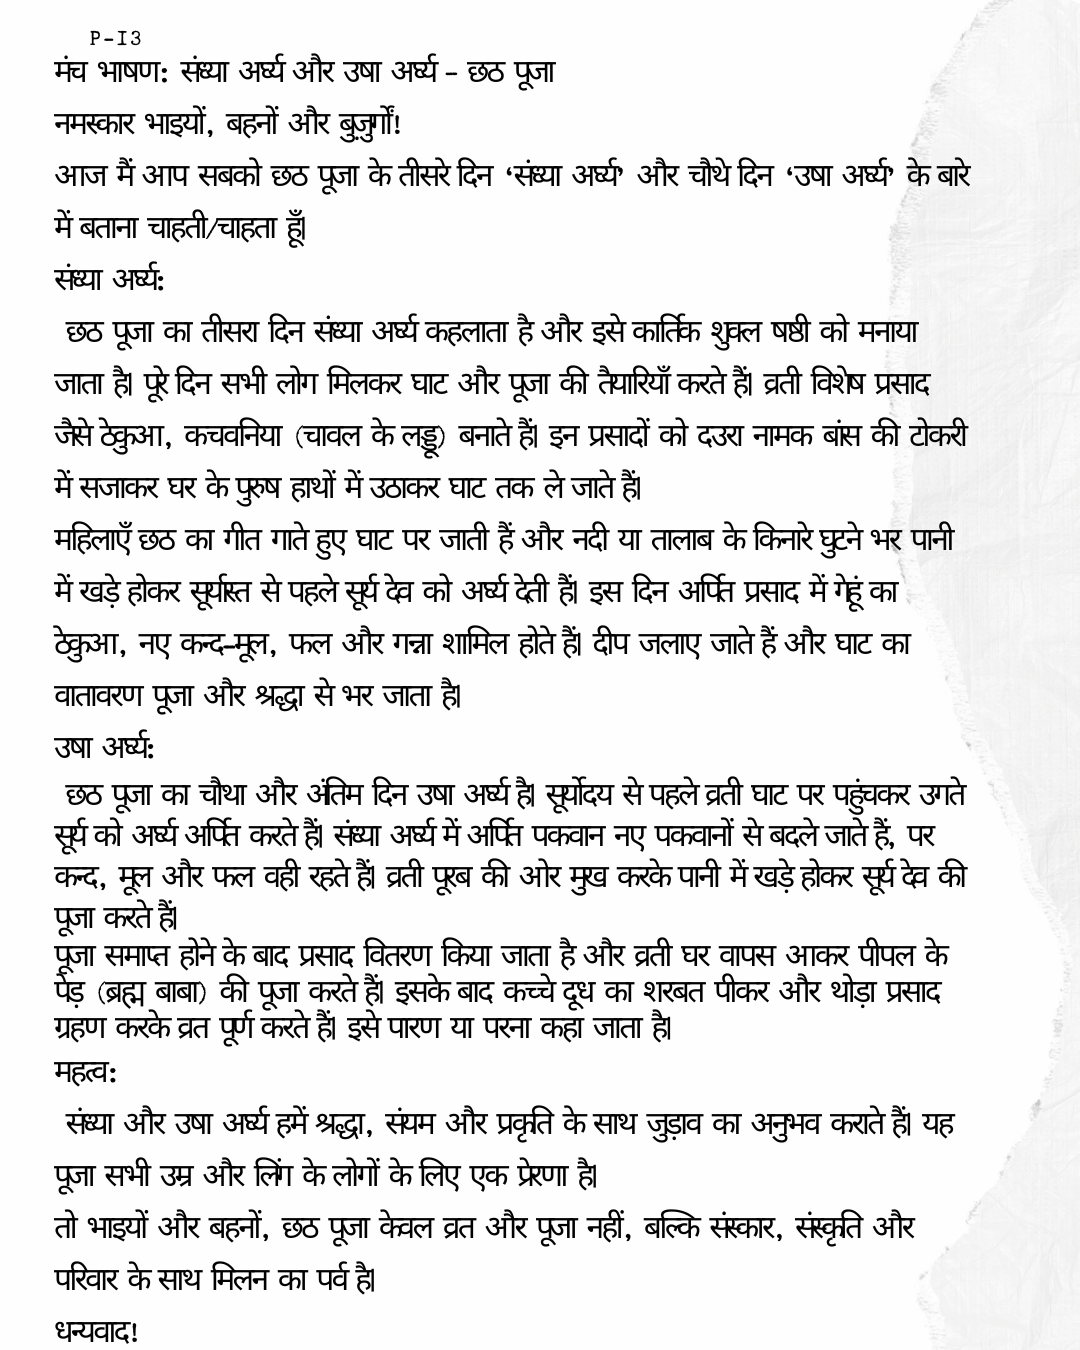 P-I3
मंच भाषण: संध्या अर्घ्य और उषा अर्घ्य – छठ पूजा
नमस्कार भाइयों, बहनों और बुज़ुर्गों!
आज मैं आप सबको छठ पूजा के तीसरे दिन ‘संध्या अर्घ्य’ और चौथे दिन ‘उषा अर्घ्य’ के बारे
में बताना चाहती/चाहता हूँ।
संध्या अर्घ्य:
छठ पूजा का तीसरा दिन संध्या अर्घ्य कहलाता है और इसे कार्तिक शुक्ल षष्ठी को मनाया
जाता है। पूरे दिन सभी लोग मिलकर घाट और पूजा की तैयारियाँ करते हैं। व्रती विशेष प्रसाद
जैसे ठेकुआ, कचवनिया (चावल के लड्डू) बनाते हैं। इन प्रसादों को दउरा नामक बांस की टोकरी
में सजाकर घर के पुरुष हाथों में उठाकर घाट तक ले जाते हैं।
महिलाएँ छठ का गीत गाते हुए घाट पर जाती हैं और नदी या तालाब के किनारे घुटने भर पानी
में खड़े होकर सूर्यास्त से पहले सूर्य देव को अर्घ्य देती हैं। इस दिन अर्पित प्रसाद में गेहूं का
ठेकुआ, नए कन्द-मूल, फल और गन्ना शामिल होते हैं। दीप जलाए जाते हैं और घाट का
वातावरण पूजा और श्रद्धा से भर जाता है।
उषा अर्घ्य:
छठ पूजा का चौथा और अंतिम दिन उषा अर्घ्य है। सूर्योदय से पहले व्रती घाट पर पहुंचकर उगते
सूर्य को अर्घ्य अर्पित करते हैं। संध्या अर्घ्य में अर्पित पकवान नए पकवानों से बदले जाते हैं, पर
कन्द, मूल और फल वही रहते हैं। व्रती पूरब की ओर मुख करके पानी में खड़े होकर सूर्य देव की
पूजा करते हैं।
पूजा समाप्त होने के बाद प्रसाद वितरण किया जाता है और व्रती घर वापस आकर पीपल के
पेड़ (ब्रह्म बाबा) की पूजा करते हैं। इसके बाद कच्चे दूध का शरबत पीकर और थोड़ा प्रसाद
ग्रहण करके व्रत पूर्ण करते हैं। इसे पारण या परना कहा जाता है।
महत्व:
संध्या और उषा अर्घ्य हमें श्रद्धा, संयम और प्रकृति के साथ जुड़ाव का अनुभव कराते हैं। यह
पूजा सभी उम्र और लिंग के लोगों के लिए एक प्रेरणा है।
तो भाइयों और बहनों, छठ पूजा केवल व्रत और पूजा नहीं, बल्कि संस्कार, संस्कृति और
परिवार के साथ मिलन का पर्व है।
धन्यवाद!